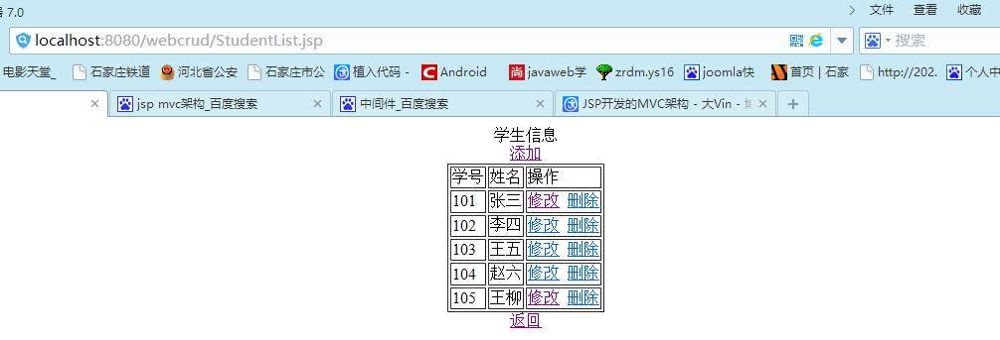 器 7.0 文件 查看 收藏
localhost:8080/webcrud/StudentList.jsp 搜索
电影天堂_ 石家庄铁道 河北省公安 石家庄市公 植入代码 - Android javaweb学 zrdm.ys16 joomla快 首页 | 石家 http://202. 个人中
jsp mvc架构_百度搜索 中间件_百度搜索 JSP开发的MVC架构 - 大Vin - 博
学生信息
添加
学号 姓名 操作
101 张三 修改 删除
102 李四 修改 删除
103 王五 修改 删除
104 赵六 修改 删除
105 王柳 修改 删除
返回